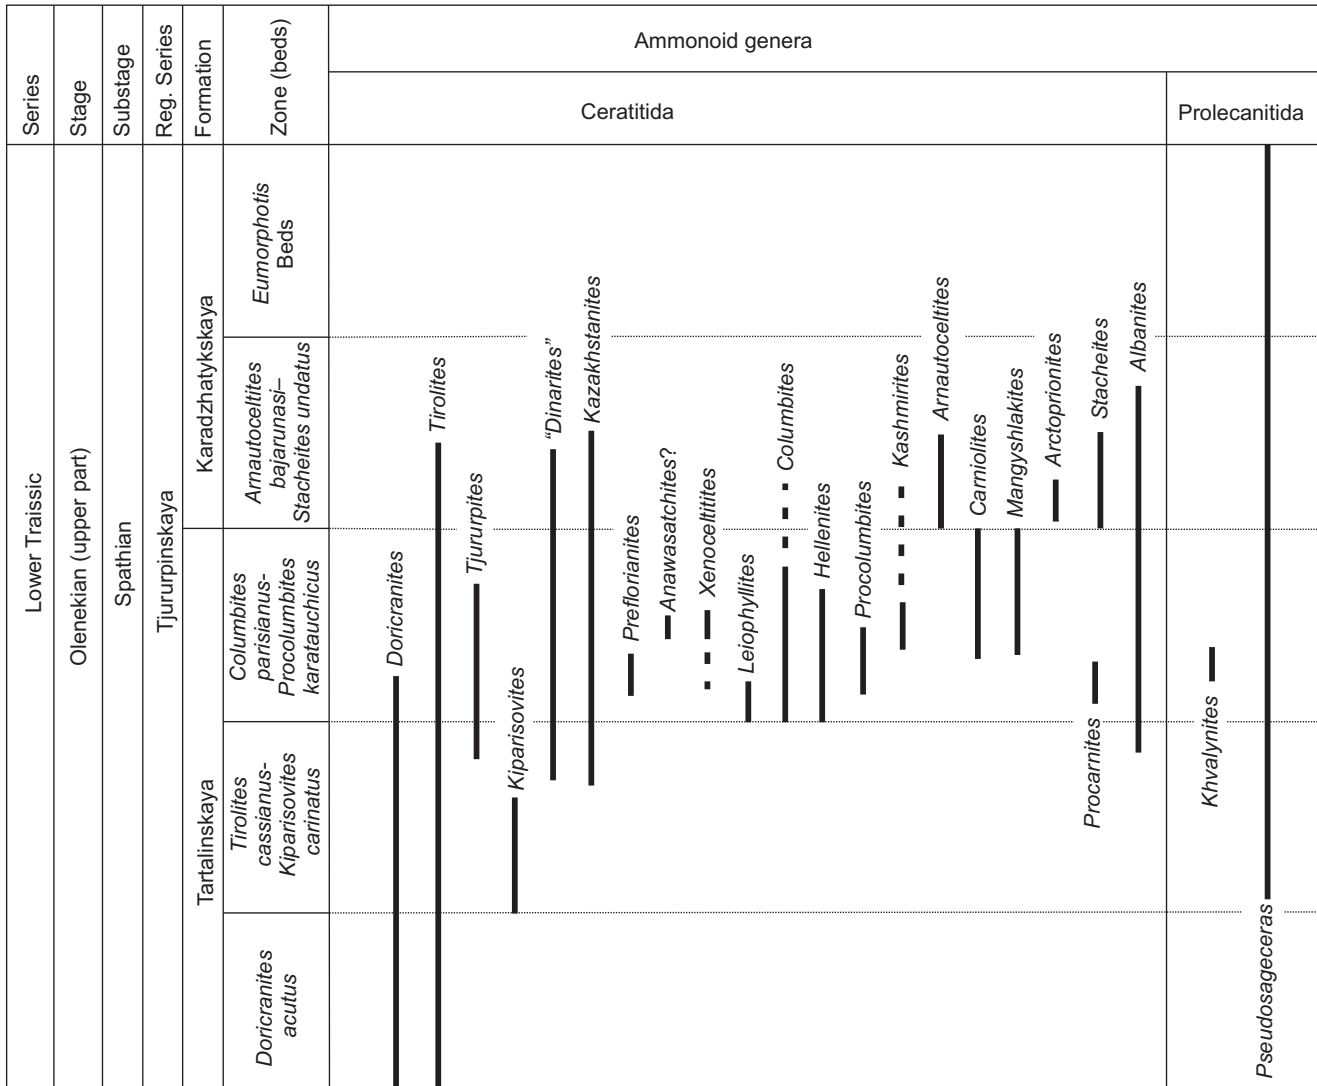 Series
Stage
Substage
Reg. Series
Formation
Zone (beds)
Ammonoid genera
Ceratitida
Prolecanitida
Lower Traissic
Olenekian (upper part)
Spathian
Tjururpinskaya
Karadzhatykskaya
Tartalinskaya
Eumorphotis
Beds
Arnautoceltites
bajarunasi–
Stacheites undatus
Columbites
parisianus-
Procolumbites
karatauchicus
Tirolites
cassianus-
Kiparisovites
carinatus
Doricranites
acutus
Doricranites
Tirolites
Tjururpites
Kiparisovites
“Dinarites”
Kazakhstanites
Preflorianites
Anawasatchites?
Xenoceltitites
Leiophyllites
Columbites
Hellenites
Procolumbites
Kashmirites
Arnautoceltites
Carniolites
Mangyshlakites
Arctoprionites
Procarnites
Stacheites
Albanites
Khvalynites
Pseudosageceras